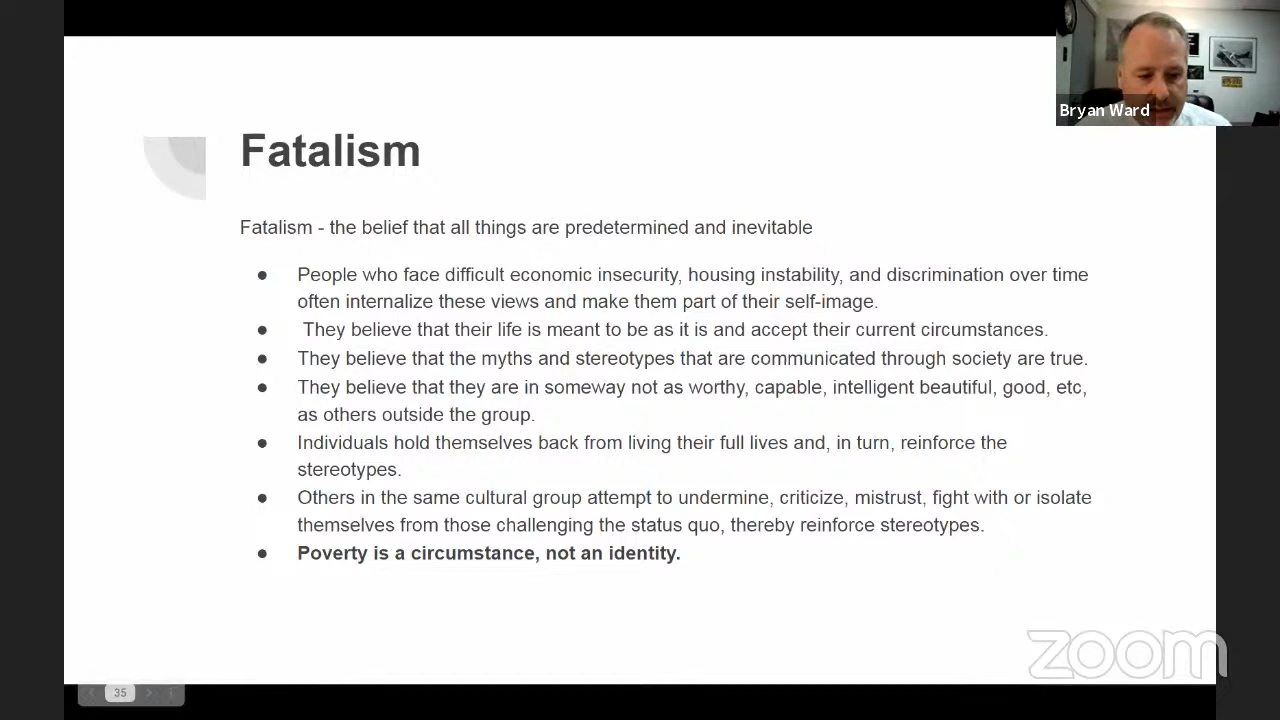 Bryan Ward
Fatalism
Fatalism - the belief that all things are predetermined and inevitable
● People who face difficult economic insecurity, housing instability, and discrimination over time
often internalize these views and make them part of their self-image.
● They believe that their life is meant to be as it is and accept their current circumstances.
● They believe that the myths and stereotypes that are communicated through society are true.
● They believe that they are in someway not as worthy, capable, intelligent beautiful, good, etc,
as others outside the group.
● Individuals hold themselves back from living their full lives and, in turn, reinforce the
stereotypes.
● Others in the same cultural group attempt to undermine, criticize, mistrust, fight with or isolate
themselves from those challenging the status quo, thereby reinforce stereotypes.
● Poverty is a circumstance, not an identity.
zoom
35